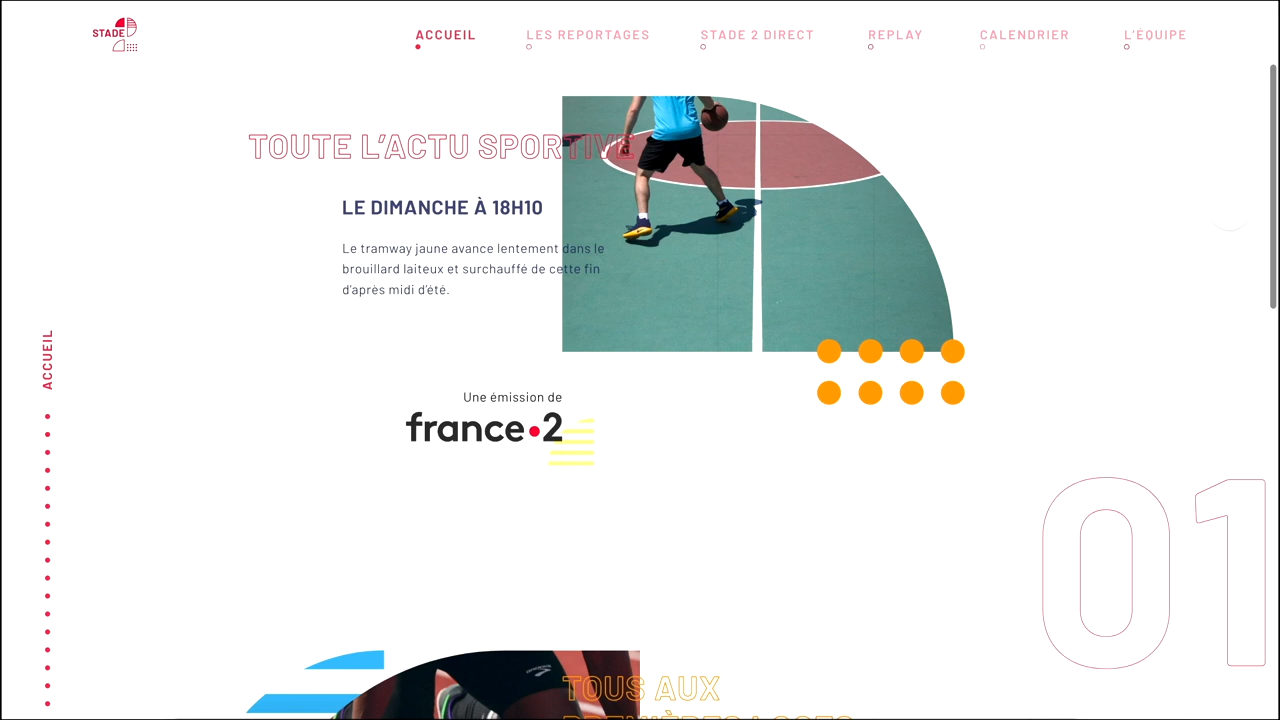 STADE
ACCUEIL
LES REPORTAGES
STADE 2 DIRECT
REPLAY
CALENDRIER
L'ÉQUIPE
TOUTE L'ACTU SPORTIVE
LE DIMANCHE À 18H10
Le tramway jaune avance lentement dans le
brouillard laiteux et surchauffé de cette fin
d'après midi d'été.
ACCUEIL
Une émission de
france•2
01
TOUS AUX